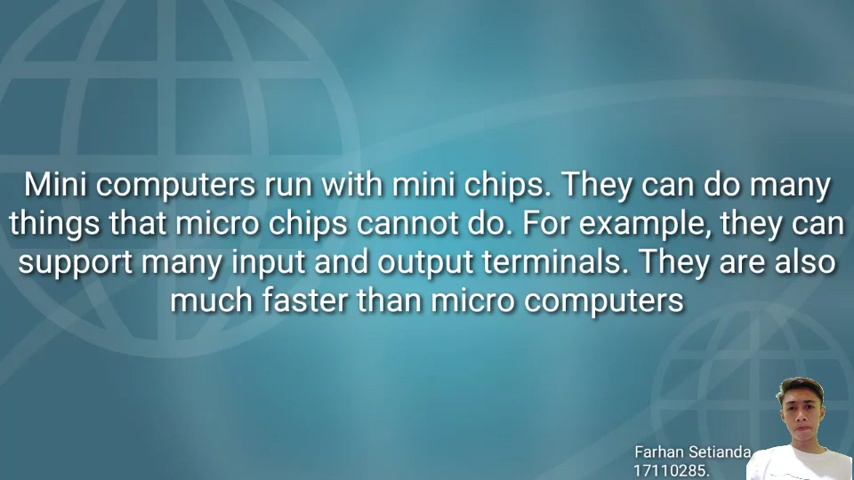 Mini computers run with mini chips. They can do many
things that micro chips cannot do. For example, they can
support many input and output terminals. They are also
much faster than micro computers
Farhan Setianda
17110285.